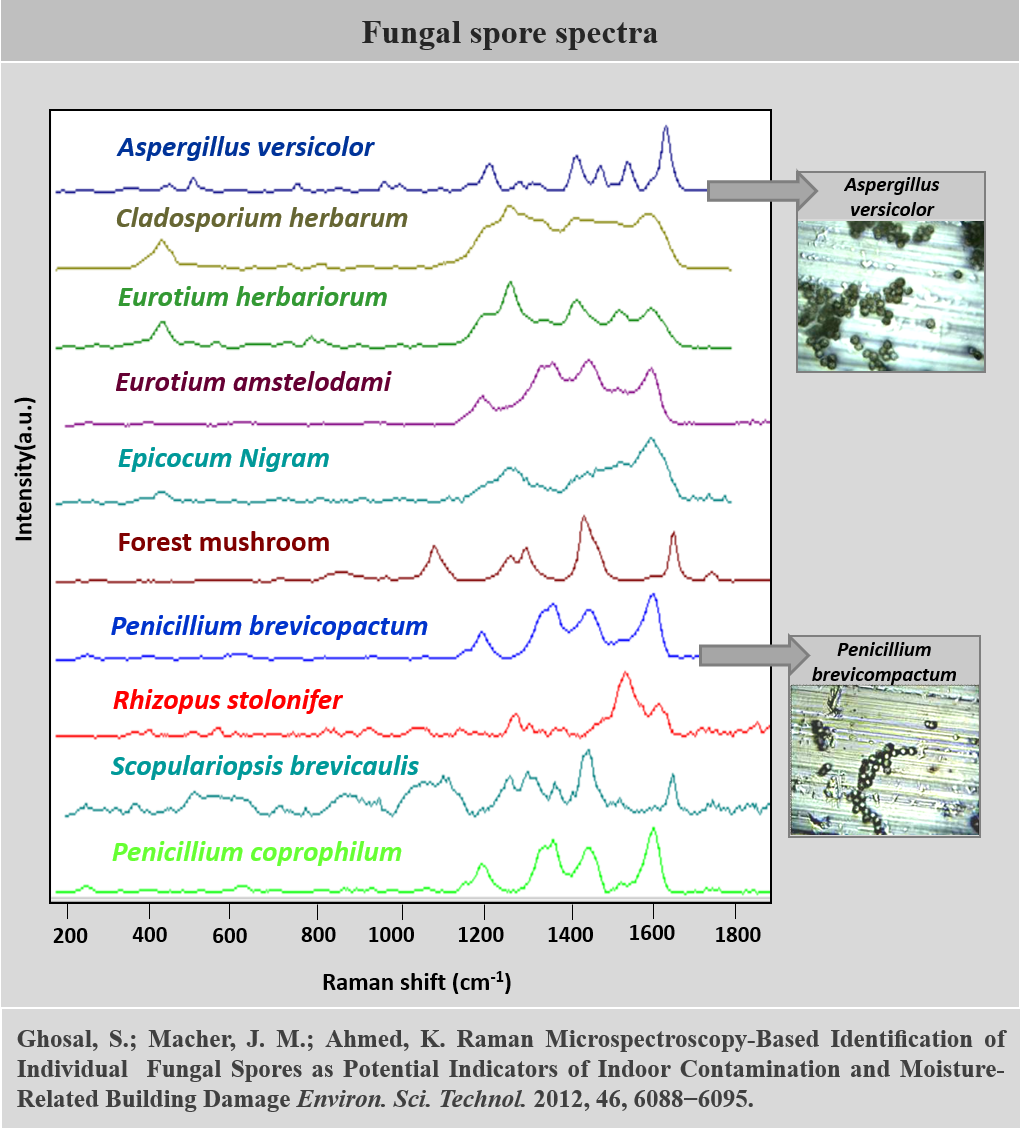 Fungal spore spectra
Aspergillus versicolor
Cladosporium herbarum
Eurotium herbariorum
Eurotium amstelodami
Epicocum Nigram
Forest mushroom
Penicillium brevicopactum
Rhizopus stolonifer
Scopulariopsis brevicaulis
Penicillium coprophilum
Aspergillus
versicolor
Penicillium
brevicompactum
Intensity(a.u.)
200 400 600 800 1000 1200 1400 1600 1800
Raman shift (cm⁻¹)
Ghosal, S.; Macher, J. M.; Ahmed, K. Raman Microspectroscopy-Based Identification of
Individual Fungal Spores as Potential Indicators of Indoor Contamination and Moisture-
Related Building Damage Environ. Sci. Technol. 2012, 46, 6088−6095.